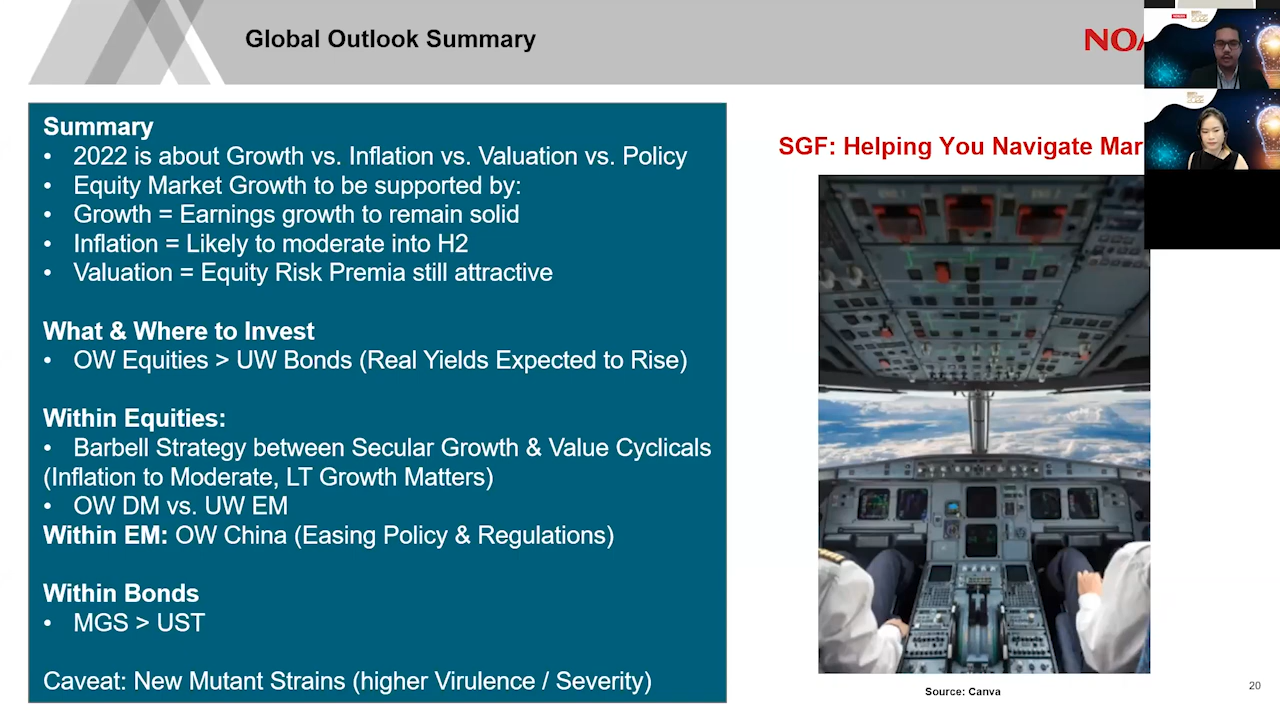 Global Outlook Summary
Summary
• 2022 is about Growth vs. Inflation vs. Valuation vs. Policy
• Equity Market Growth to be supported by:
• Growth = Earnings growth to remain solid
• Inflation = Likely to moderate into H2
• Valuation = Equity Risk Premia still attractive
What & Where to Invest
• OW Equities > UW Bonds (Real Yields Expected to Rise)
Within Equities:
• Barbell Strategy between Secular Growth & Value Cyclicals
(Inflation to Moderate, LT Growth Matters)
• OW DM vs. UW EM
Within EM: OW China (Easing Policy & Regulations)
Within Bonds
• MGS > UST
Caveat: New Mutant Strains (higher Virulence / Severity)
SGF: Helping You Navigate Mar
Source: Canva
20